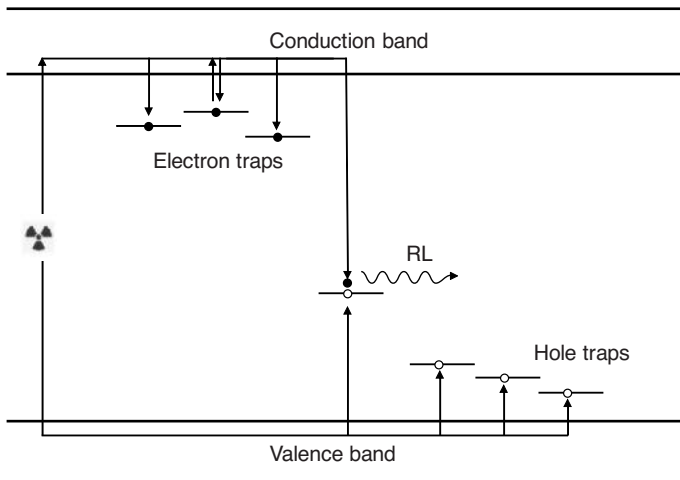 Conduction band
Electron traps
RL
Hole traps
Valence band